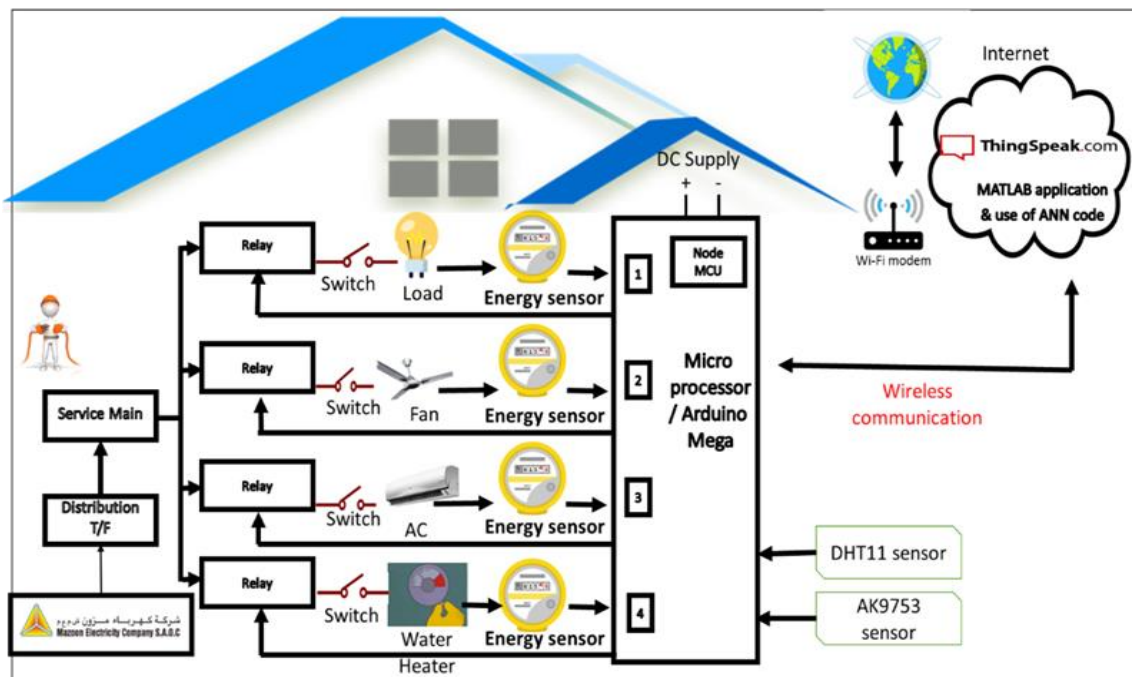 Internet
ThingSpeak.com
MATLAB application
& use of ANN code
DC Supply
+ -
Wi-Fi modem
Node
MCU
Relay
Switch
Load
Energy sensor
1
Relay
Switch
Fan
Energy sensor
2
Micro
processor
/ Arduino
Mega
Wireless
communication
Service Main
Relay
Switch
AC
Energy sensor
3
Distribution
T/F
DHT11 sensor
Relay
Switch
Water
Heater
Energy sensor
4
AK9753
sensor
شركة كهرباء مزون ش.م.ع.م
Mazoon Electricity Company S.A.O.C